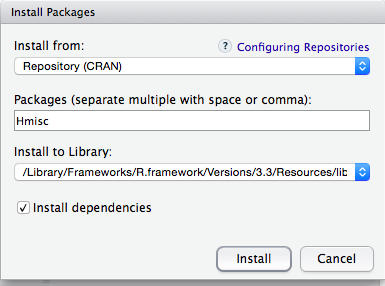 Install Packages
Install from:
? Configuring Repositories
Repository (CRAN)
Packages (separate multiple with space or comma):
Hmisc
Install to Library:
/Library/Frameworks/R.framework/Versions/3.3/Resources/lib
Install dependencies
Install Cancel